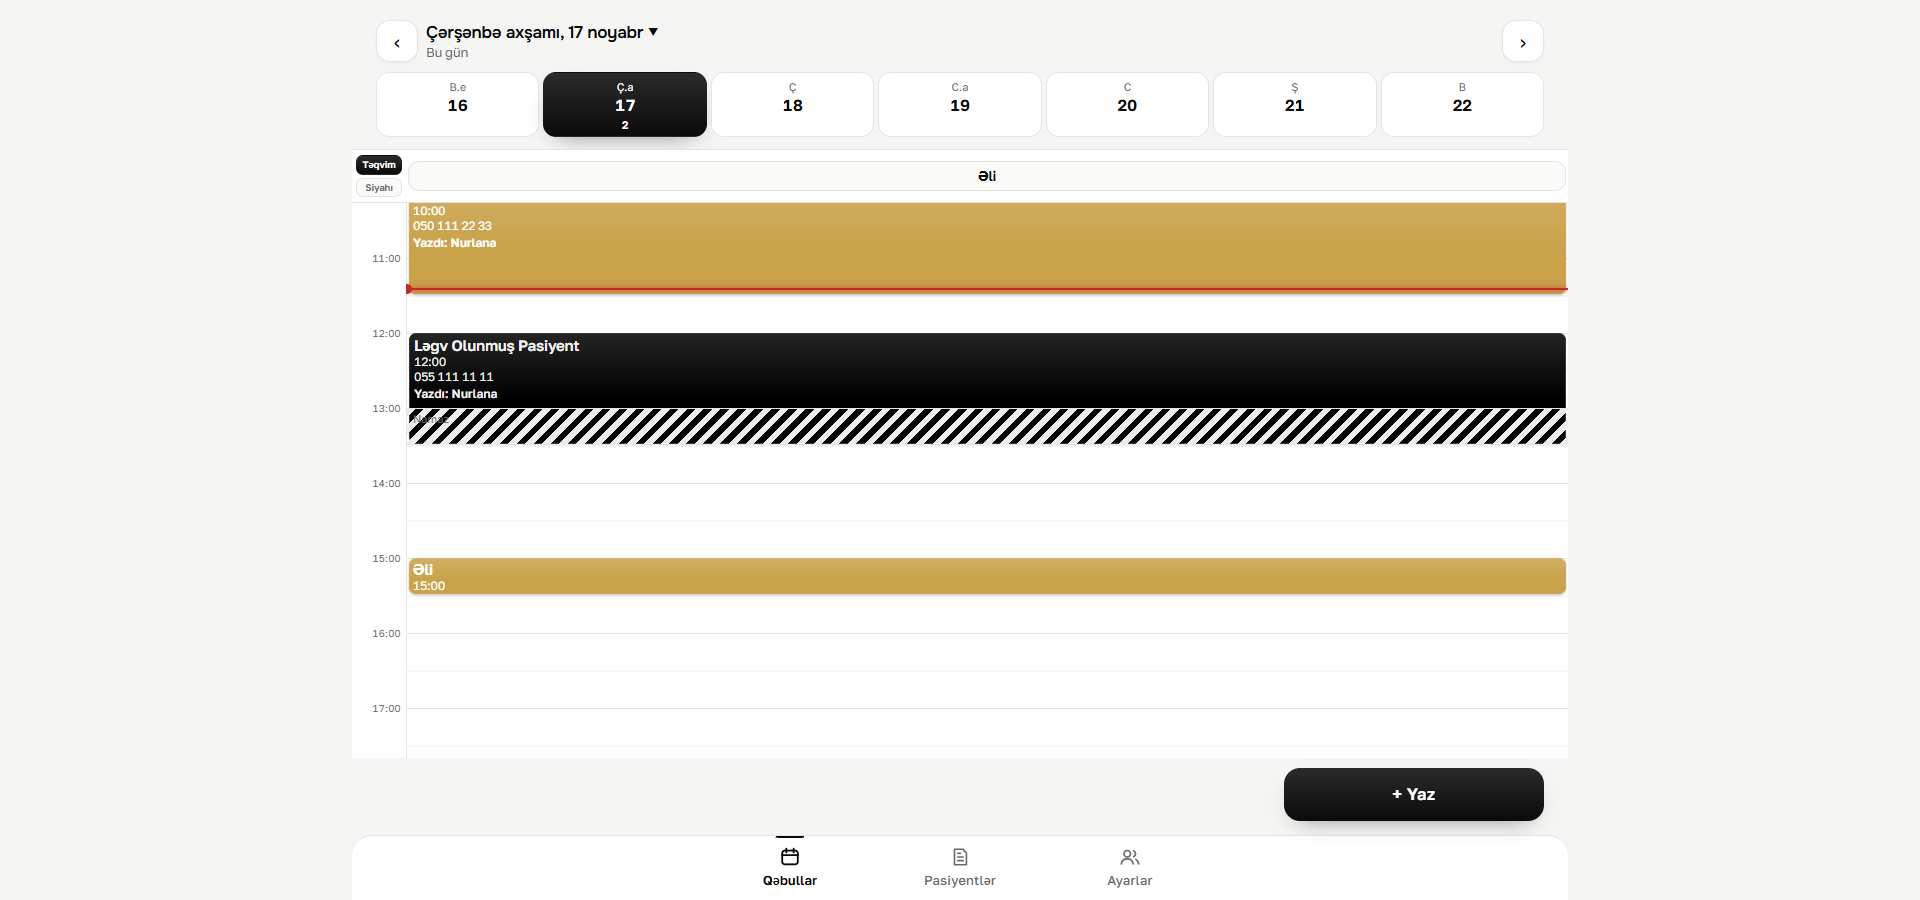 ‹
Çərşənbə axşamı, 17 noyabr ▼
Bu gün
›
B.e
16
Ç.a
17
2
Ç
18
C.a
19
C
20
Ş
21
B
22
Təqvim
Siyahı
Əli
10:00
050 111 22 33
Yazdı: Nurlana
11:00
12:00
Ləgv Olunmuş Pasiyent
12:00
055 111 11 11
Yazdı: Nurlana
13:00
14:00
15:00
Əli
15:00
16:00
17:00
+ Yaz
Qəbullar
Pasiyentlər
Ayarlar